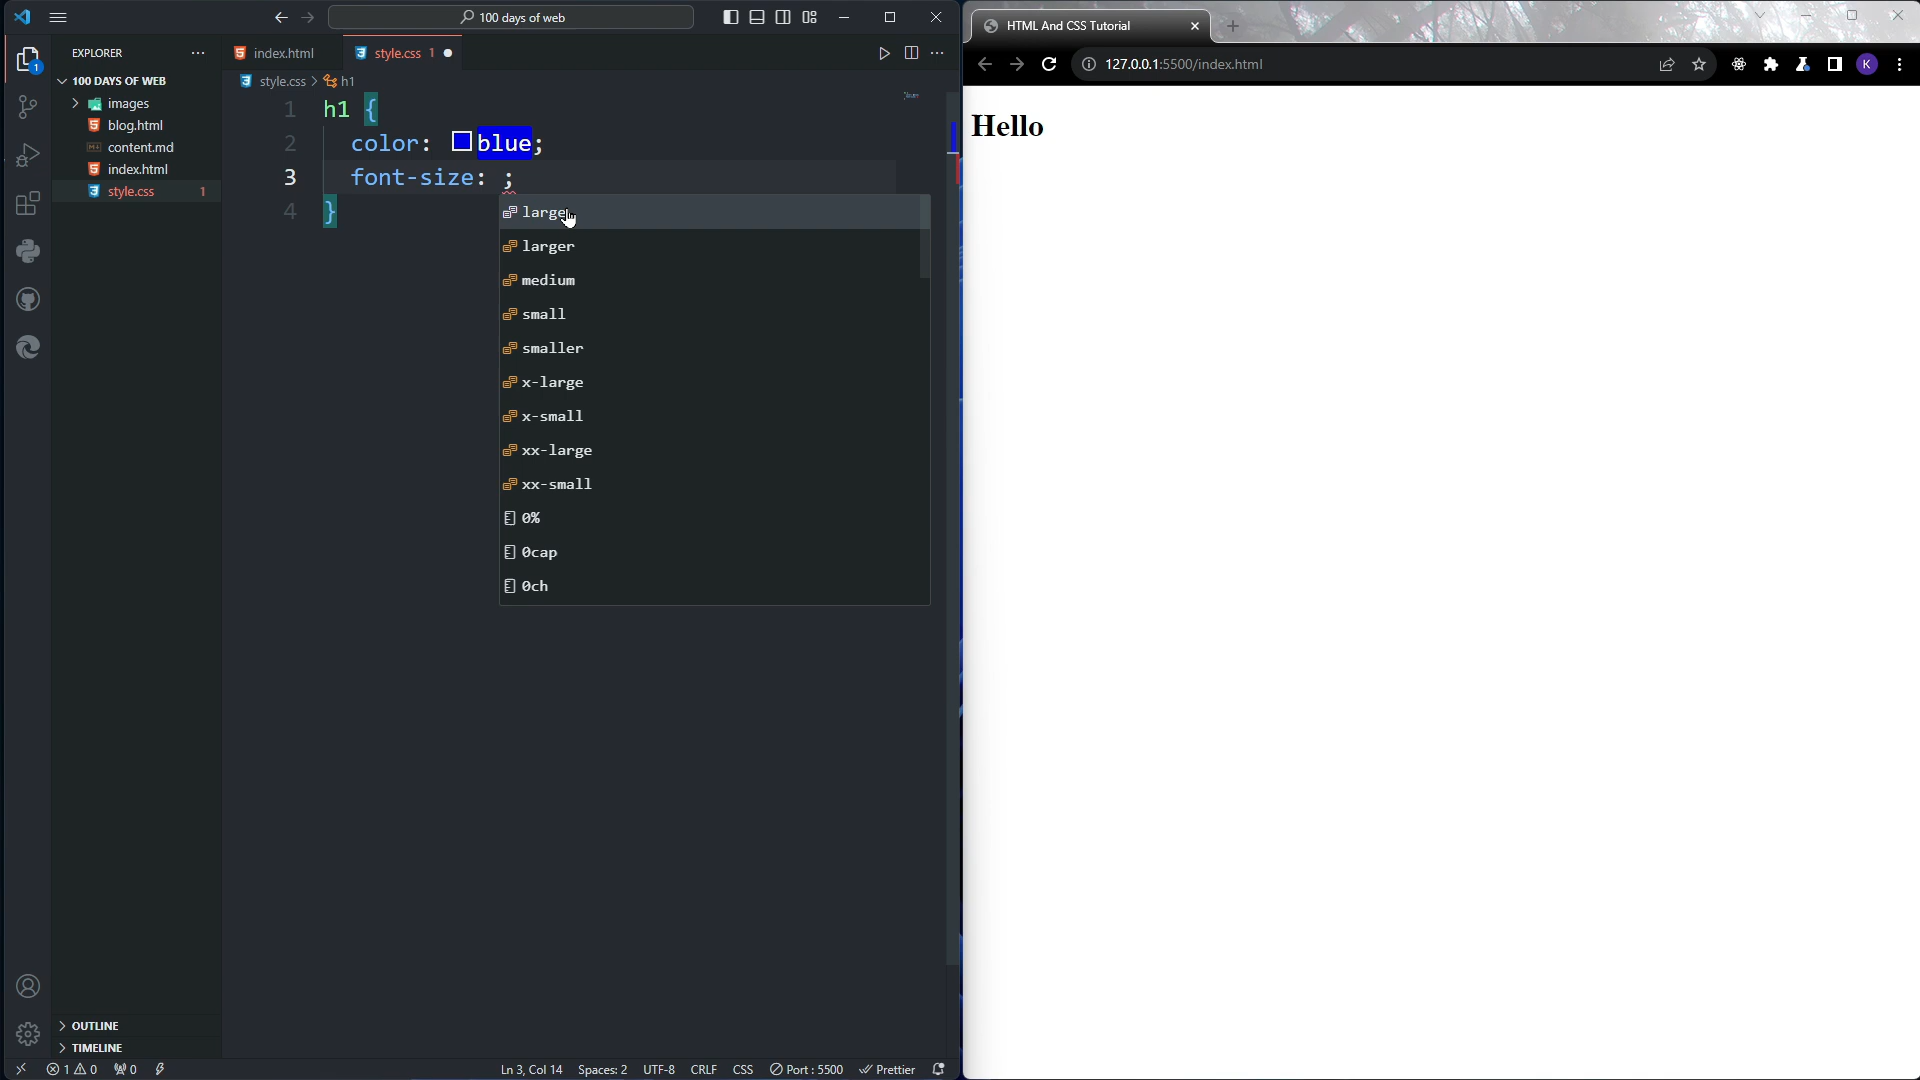 100 days of web
EXPLORER
100 DAYS OF WEB
images
blog.html
content.md
index.html
style.css 1
index.html
style.css 1
style.css > h1
1 h1 {
2 color: blue;
3 font-size: ;
4 }
large
larger
medium
small
smaller
x-large
x-small
xx-large
xx-small
0%
0cap
0ch
OUTLINE
TIMELINE
1 0 0 Ln 3, Col 14 Spaces: 2 UTF-8 CRLF CSS Port : 5500 Prettier
HTML And CSS Tutorial
127.0.0.1:5500/index.html
K
Hello